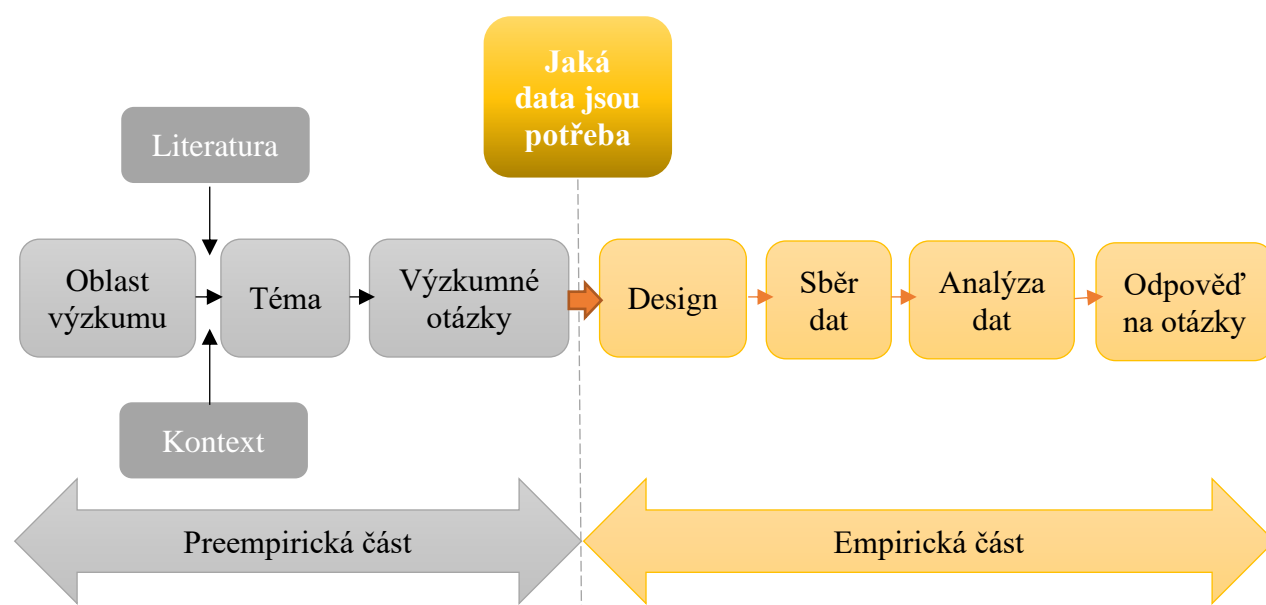 Jaká
data jsou
potřeba
Literatura
Oblast
výzkumu
Téma
Výzkumné
otázky
Design
Sběr
dat
Analýza
dat
Odpověď
na otázky
Kontext
Preempirická část
Empirická část